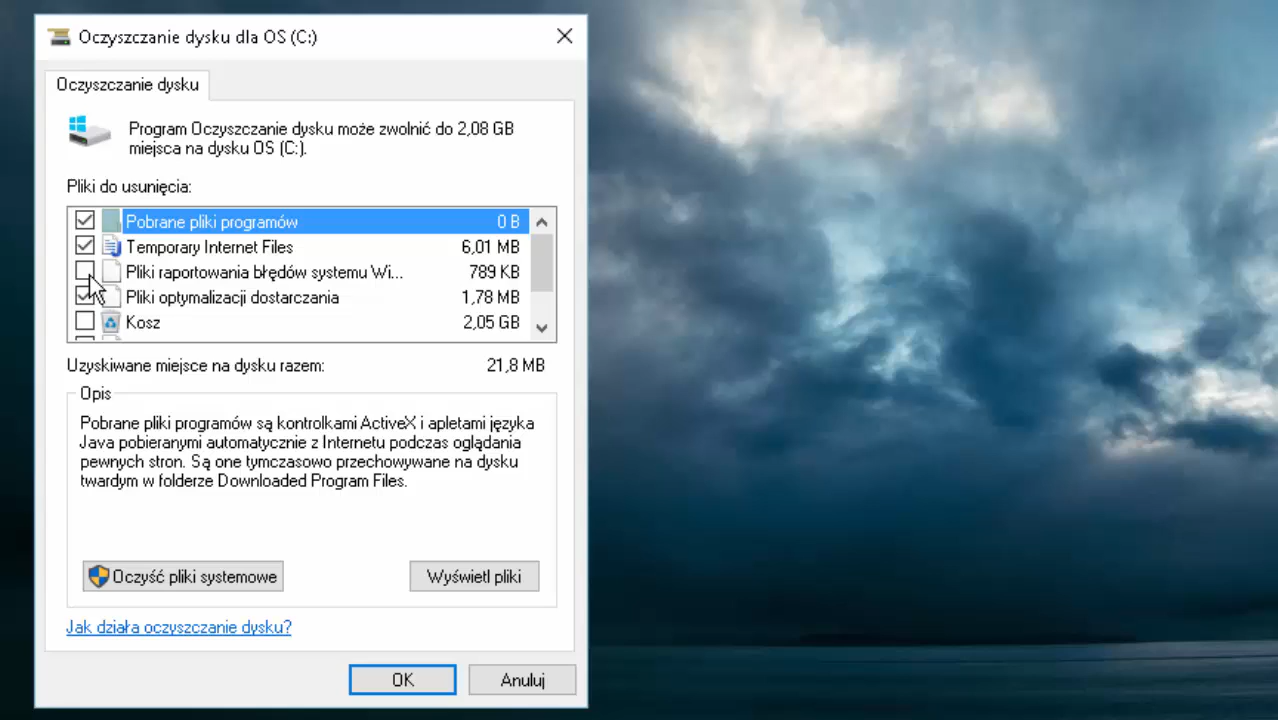 Oczyszczanie dysku dla OS (C:)
Oczyszczanie dysku
Program Oczyszczanie dysku może zwolnić do 2,08 GB
miejsca na dysku OS (C:).
Pliki do usunięcia:
Pobrane pliki programów 0 B
Temporary Internet Files 6,01 MB
Pliki raportowania błędów systemu Wi... 789 KB
Pliki optymalizacji dostarczania 1,78 MB
Kosz 2,05 GB
Uzyskiwane miejsce na dysku razem: 21,8 MB
Opis
Pobrane pliki programów są kontrolkami ActiveX i apletami języka
Java pobieranymi automatycznie z Internetu podczas oglądania
pewnych stron. Są one tymczasowo przechowywane na dysku
twardym w folderze Downloaded Program Files.
Oczyść pliki systemowe Wyświetl pliki
Jak działa oczyszczanie dysku?
OK Anuluj